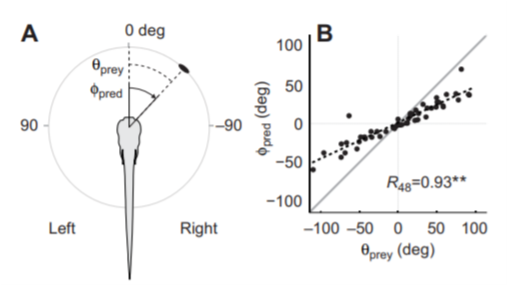 A
0 deg
θprey
ϕpred
90
–90
Left
Right
B
100
50
0
−50
−100
ϕpred (deg)
R48=0.93**
−100 −50 0 50 100
θprey (deg)